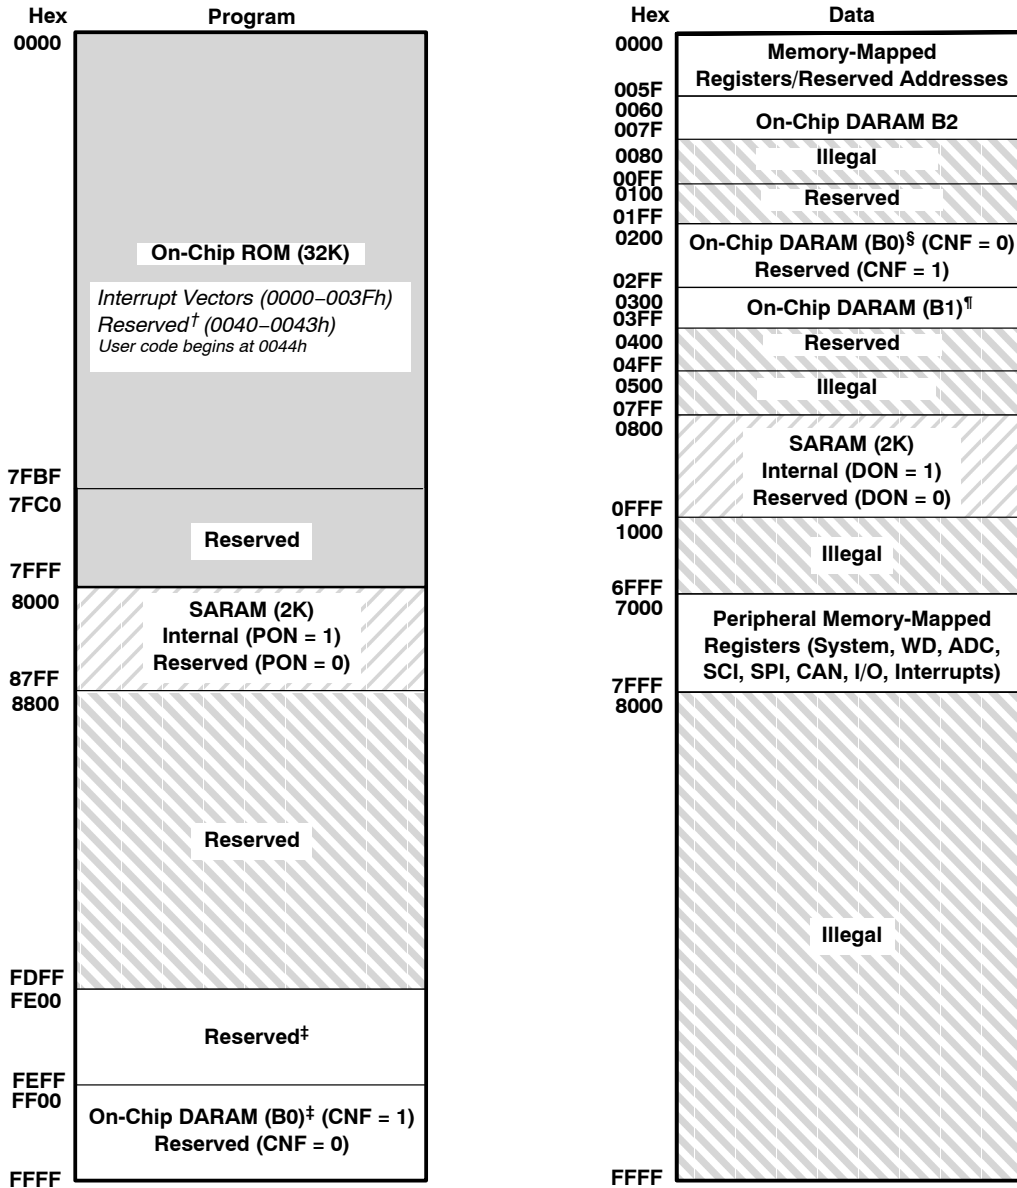 Hex
Program
0000
On-Chip ROM (32K)
Interrupt Vectors (0000–003Fh)
Reserved† (0040–0043h)
User code begins at 0044h
7FBF
7FC0
Reserved
7FFF
8000
SARAM (2K)
Internal (PON = 1)
Reserved (PON = 0)
87FF
8800
Reserved
FDFF
FE00
Reserved‡
FEFF
FF00
On-Chip DARAM (B0)‡ (CNF = 1)
Reserved (CNF = 0)
FFFF
Hex
Data
0000
Memory-Mapped
Registers/Reserved Addresses
005F
0060
On-Chip DARAM B2
007F
0080
Illegal
00FF
0100
Reserved
01FF
0200
On-Chip DARAM (B0)§ (CNF = 0)
Reserved (CNF = 1)
02FF
0300
On-Chip DARAM (B1)¶
03FF
0400
Reserved
04FF
0500
Illegal
07FF
0800
SARAM (2K)
Internal (DON = 1)
Reserved (DON = 0)
0FFF
1000
Illegal
6FFF
7000
Peripheral Memory-Mapped
Registers (System, WD, ADC,
SCI, SPI, CAN, I/O, Interrupts)
7FFF
8000
Illegal
FFFF